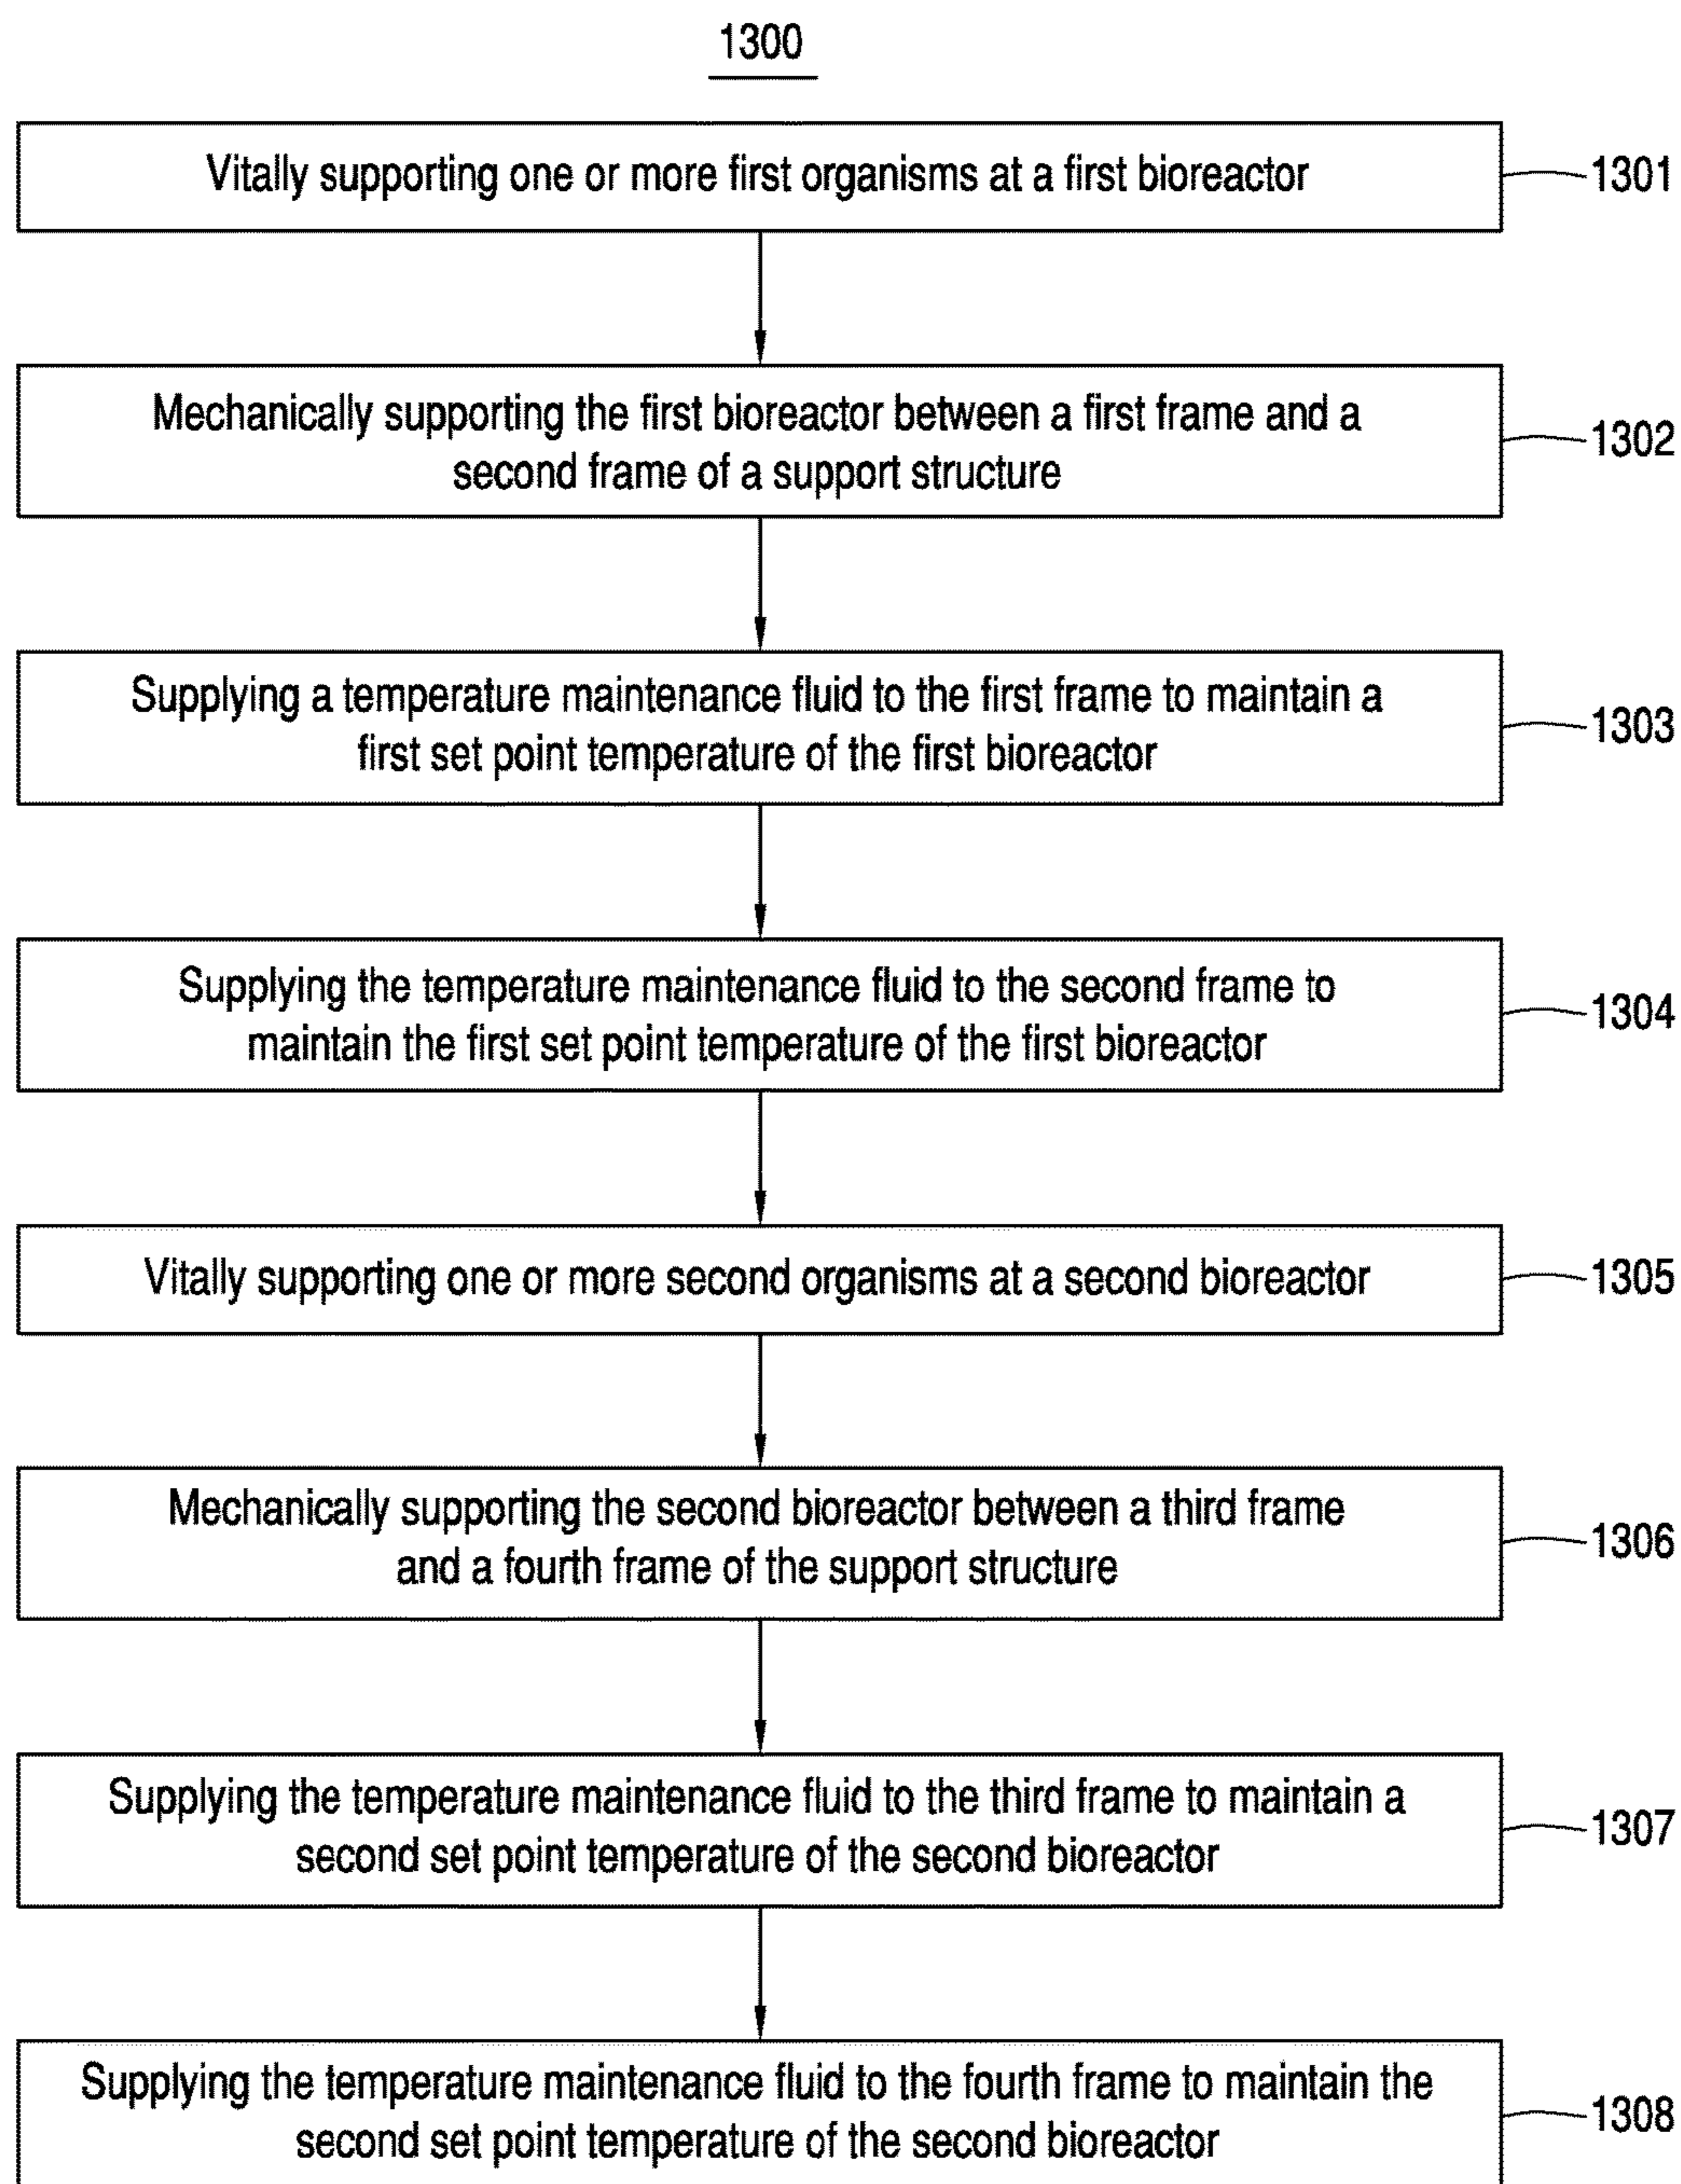 1300
Vitally supporting one or more first organisms at a first bioreactor
1301
Mechanically supporting the first bioreactor between a first frame and a
second frame of a support structure
1302
Supplying a temperature maintenance fluid to the first frame to maintain a
first set point temperature of the first bioreactor
1303
Supplying the temperature maintenance fluid to the second frame to
maintain the first set point temperature of the first bioreactor
1304
Vitally supporting one or more second organisms at a second bioreactor
1305
Mechanically supporting the second bioreactor between a third frame
and a fourth frame of the support structure
1306
Supplying the temperature maintenance fluid to the third frame to maintain a
second set point temperature of the second bioreactor
1307
Supplying the temperature maintenance fluid to the fourth frame to maintain the
second set point temperature of the second bioreactor
1308